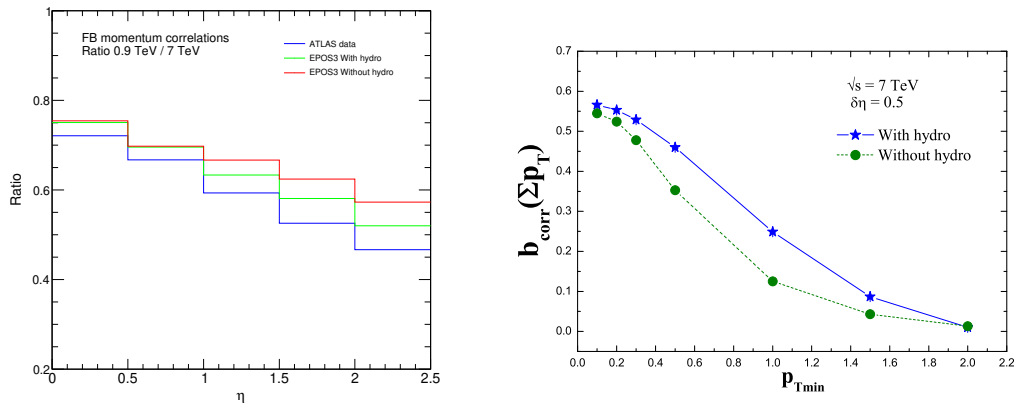 FB momentum correlations
Ratio 0.9 TeV / 7 TeV
ATLAS data
EPOS3 With hydro
EPOS3 Without hydro
Ratio
1
0.8
0.6
0.4
0.2
0 0.5 1 1.5 2 2.5
η
√s = 7 TeV
δη = 0.5
With hydro
Without hydro
b_corr(Σp_T)
0.7
0.6
0.5
0.4
0.3
0.2
0.1
0.0
0.0 0.2 0.4 0.6 0.8 1.0 1.2 1.4 1.6 1.8 2.0 2.2
p_Tmin